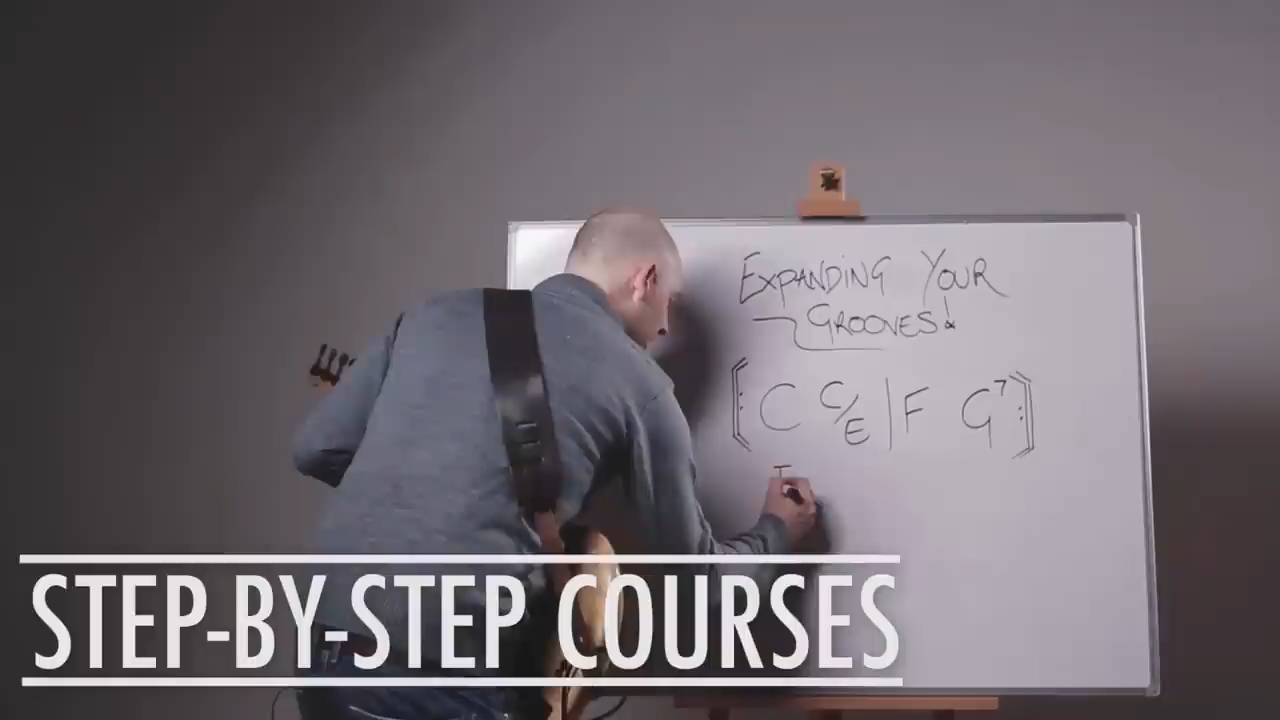 EXPANDING YOUR
GROOVES!
[: C C/E | F G7 :]
STEP-BY-STEP COURSES